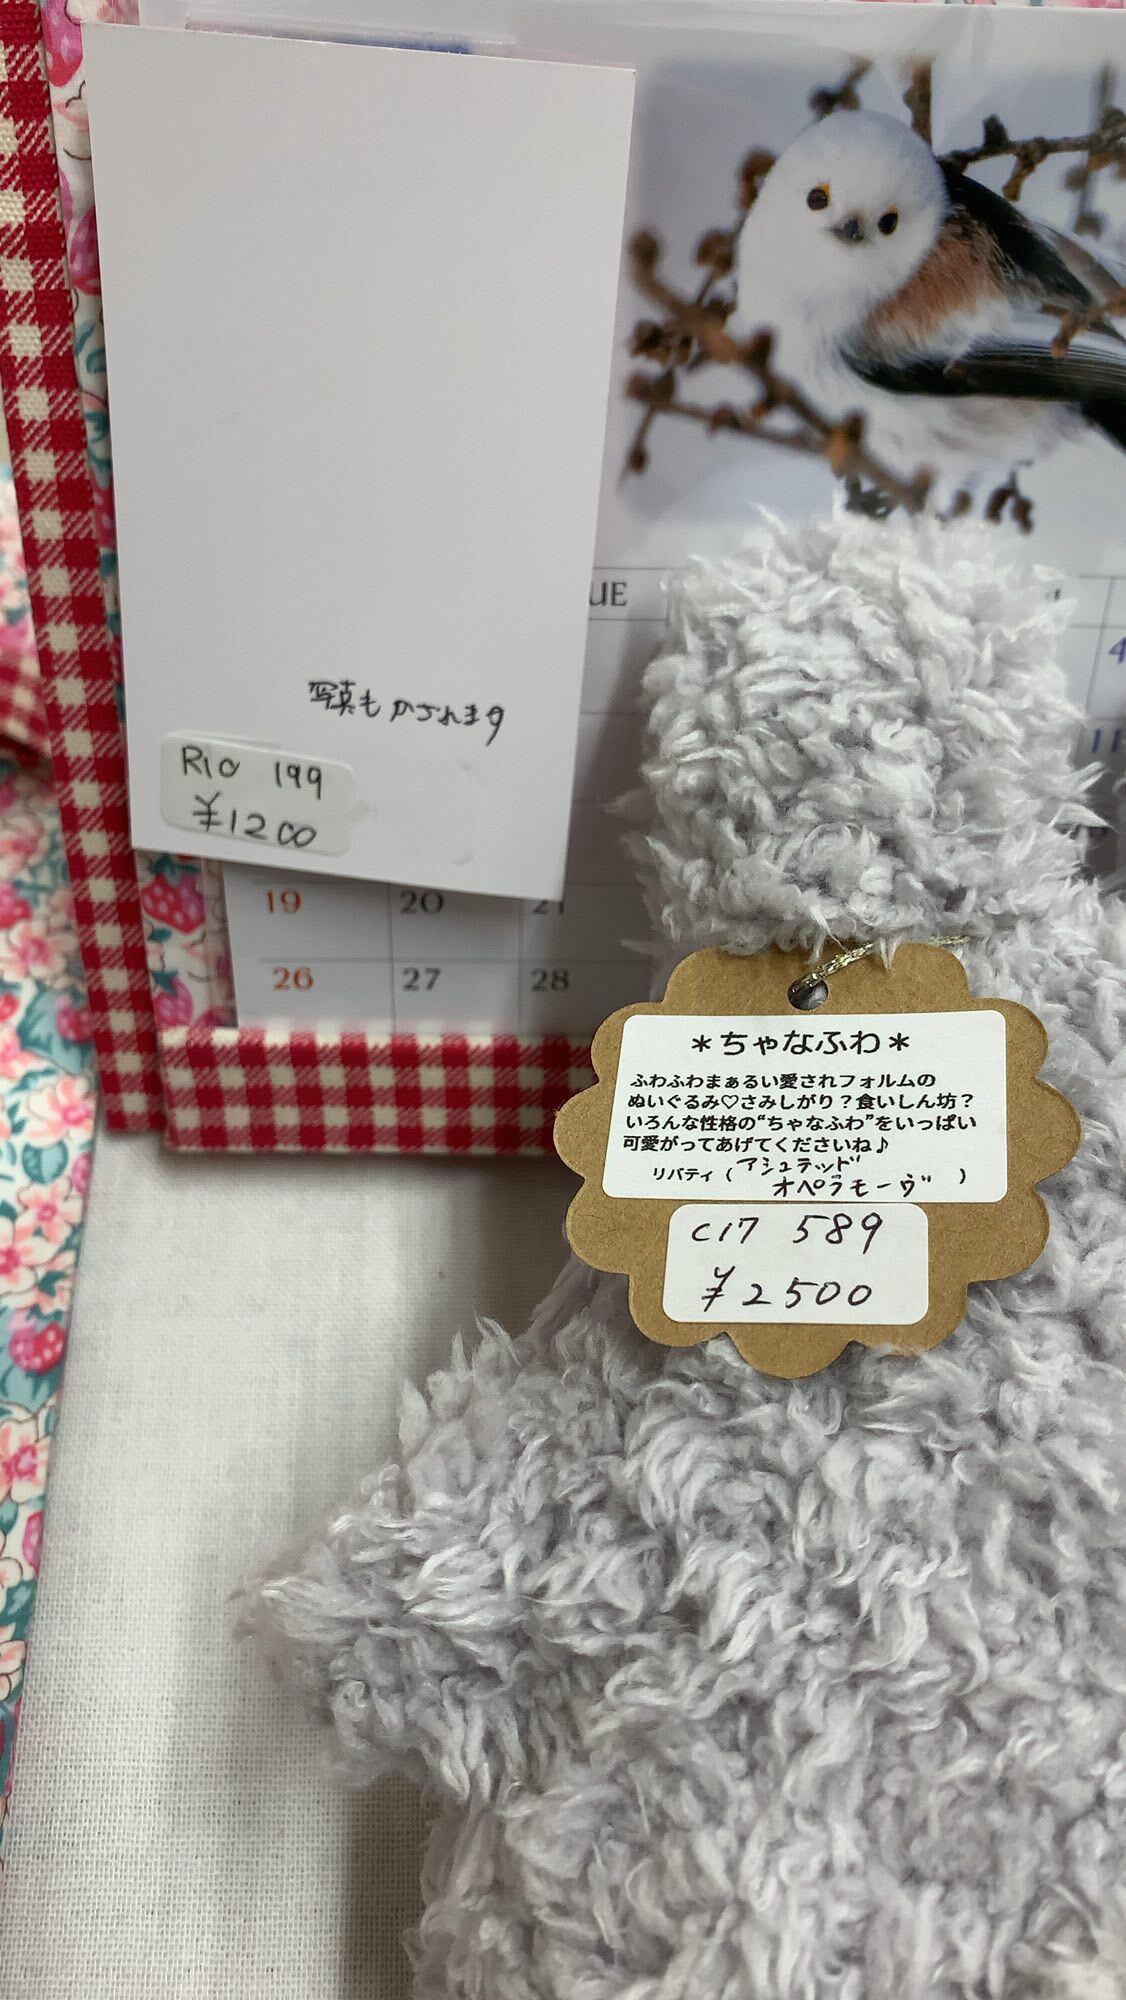 写真もかざれます
R10 199
¥1200
UE
4
11
19 20 21
26 27 28
＊ちゃなふわ＊
ふわふわまぁるい愛されフォルムの
ぬいぐるみ♡さみしがり？食いしん坊？
いろんな性格の“ちゃなふわ”をいっぱい
可愛がってあげてくださいね♪
リバティ（アシュテッド
オペラモーヴ ）
C17 589
¥2500